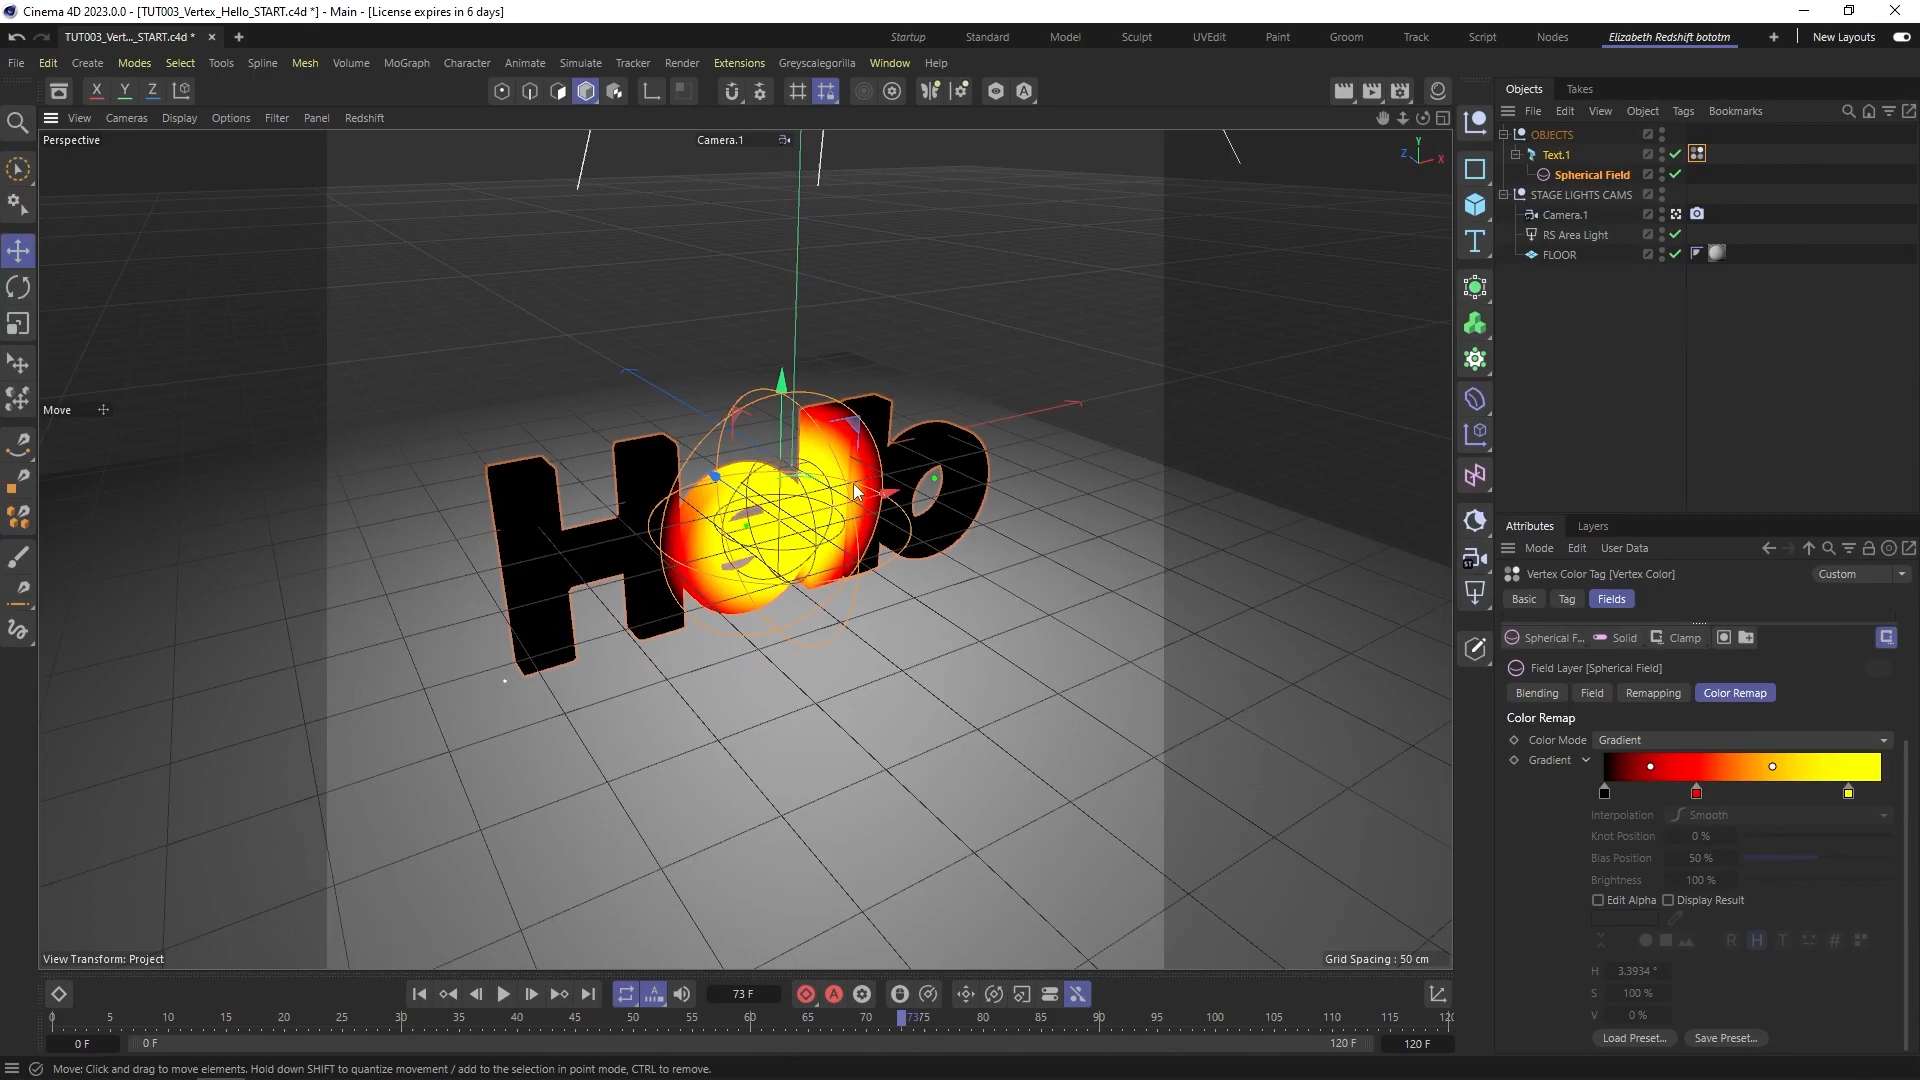 Cinema 4D 2023.0.0 - [TUT003_Vertex_Hello_START.c4d *] - Main - [License expires in 6 days]
TUT003_Vert..._START.c4d *
Startup Standard Model Sculpt UVEdit Paint Groom Track Script Nodes Elizabeth Redshift bototm New Layouts
File Edit Create Modes Select Tools Spline Mesh Volume MoGraph Character Animate Simulate Tracker Render Extensions Greyscalegorilla Window Help
X Y Z
View Cameras Display Options Filter Panel Redshift
Perspective
Camera.1
Y
Z
X
Move
Hello
View Transform: Project
Grid Spacing : 50 cm
Objects Takes
File Edit View Object Tags Bookmarks
OBJECTS
Text.1
Spherical Field
STAGE LIGHTS CAMS
Camera.1
RS Area Light
FLOOR
Attributes Layers
Mode Edit User Data
Vertex Color Tag [Vertex Color]
Custom
Basic Tag Fields
Spherical F... Solid Clamp
Field Layer [Spherical Field]
Blending Field Remapping Color Remap
Color Remap
Color Mode Gradient
Gradient
Interpolation Smooth
Knot Position 0 %
Bias Position 50 %
Brightness 100 %
Edit Alpha Display Result
R H T #
H 3.3934 °
S 100 %
V 0 %
Load Preset... Save Preset...
73 F
0 5 10 15 20 25 30 35 40 45 50 55 60 65 70 7375 80 85 90 95 100 105 110 115 120
0 F
0 F
120 F
120 F
Move: Click and drag to move elements. Hold down SHIFT to quantize movement / add to the selection in point mode, CTRL to remove.